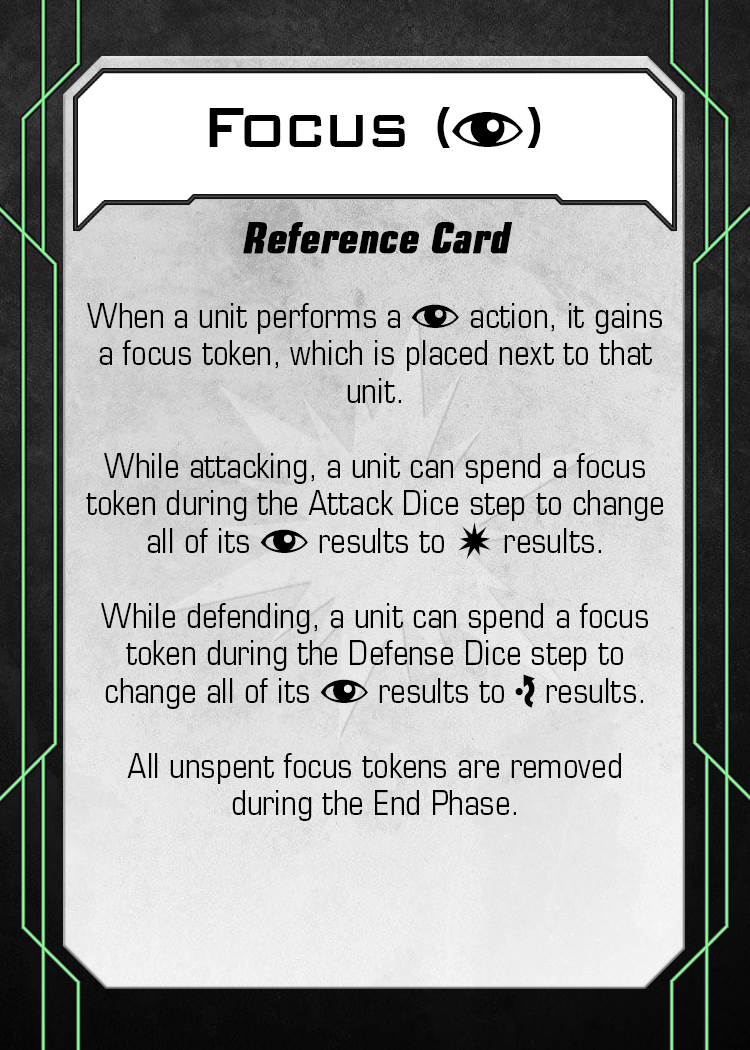 Focus (👁)
Reference Card
When a unit performs a 👁 action, it gains
a focus token, which is placed next to that
unit.
While attacking, a unit can spend a focus
token during the Attack Dice step to change
all of its 👁 results to ✷ results.
While defending, a unit can spend a focus
token during the Defense Dice step to
change all of its 👁 results to results.
All unspent focus tokens are removed
during the End Phase.